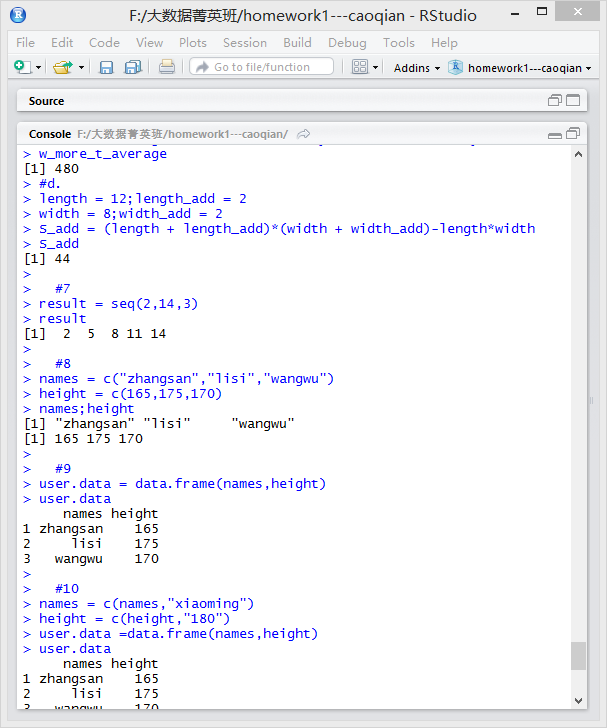 F:/大数据菁英班/homework1---caoqian - RStudio
File Edit Code View Plots Session Build Debug Tools Help
Go to file/function Addins homework1---caoqian
Source
Console F:/大数据菁英班/homework1---caoqian/
> w_more_t_average
[1] 480
> #d.
> length = 12;length_add = 2
> width = 8;width_add = 2
> S_add = (length + length_add)*(width + width_add)-length*width
> S_add
[1] 44
>
>   #7
> result = seq(2,14,3)
> result
[1]  2  5  8 11 14
>
>   #8
> names = c("zhangsan","lisi","wangwu")
> height = c(165,175,170)
> names;height
[1] "zhangsan" "lisi"     "wangwu"
[1] 165 175 170
>
>   #9
> user.data = data.frame(names,height)
> user.data
     names height
1 zhangsan    165
2     lisi    175
3   wangwu    170
>
>   #10
> names = c(names,"xiaoming")
> height = c(height,"180")
> user.data =data.frame(names,height)
> user.data
     names height
1 zhangsan    165
2     lisi    175
3   wangwu    170